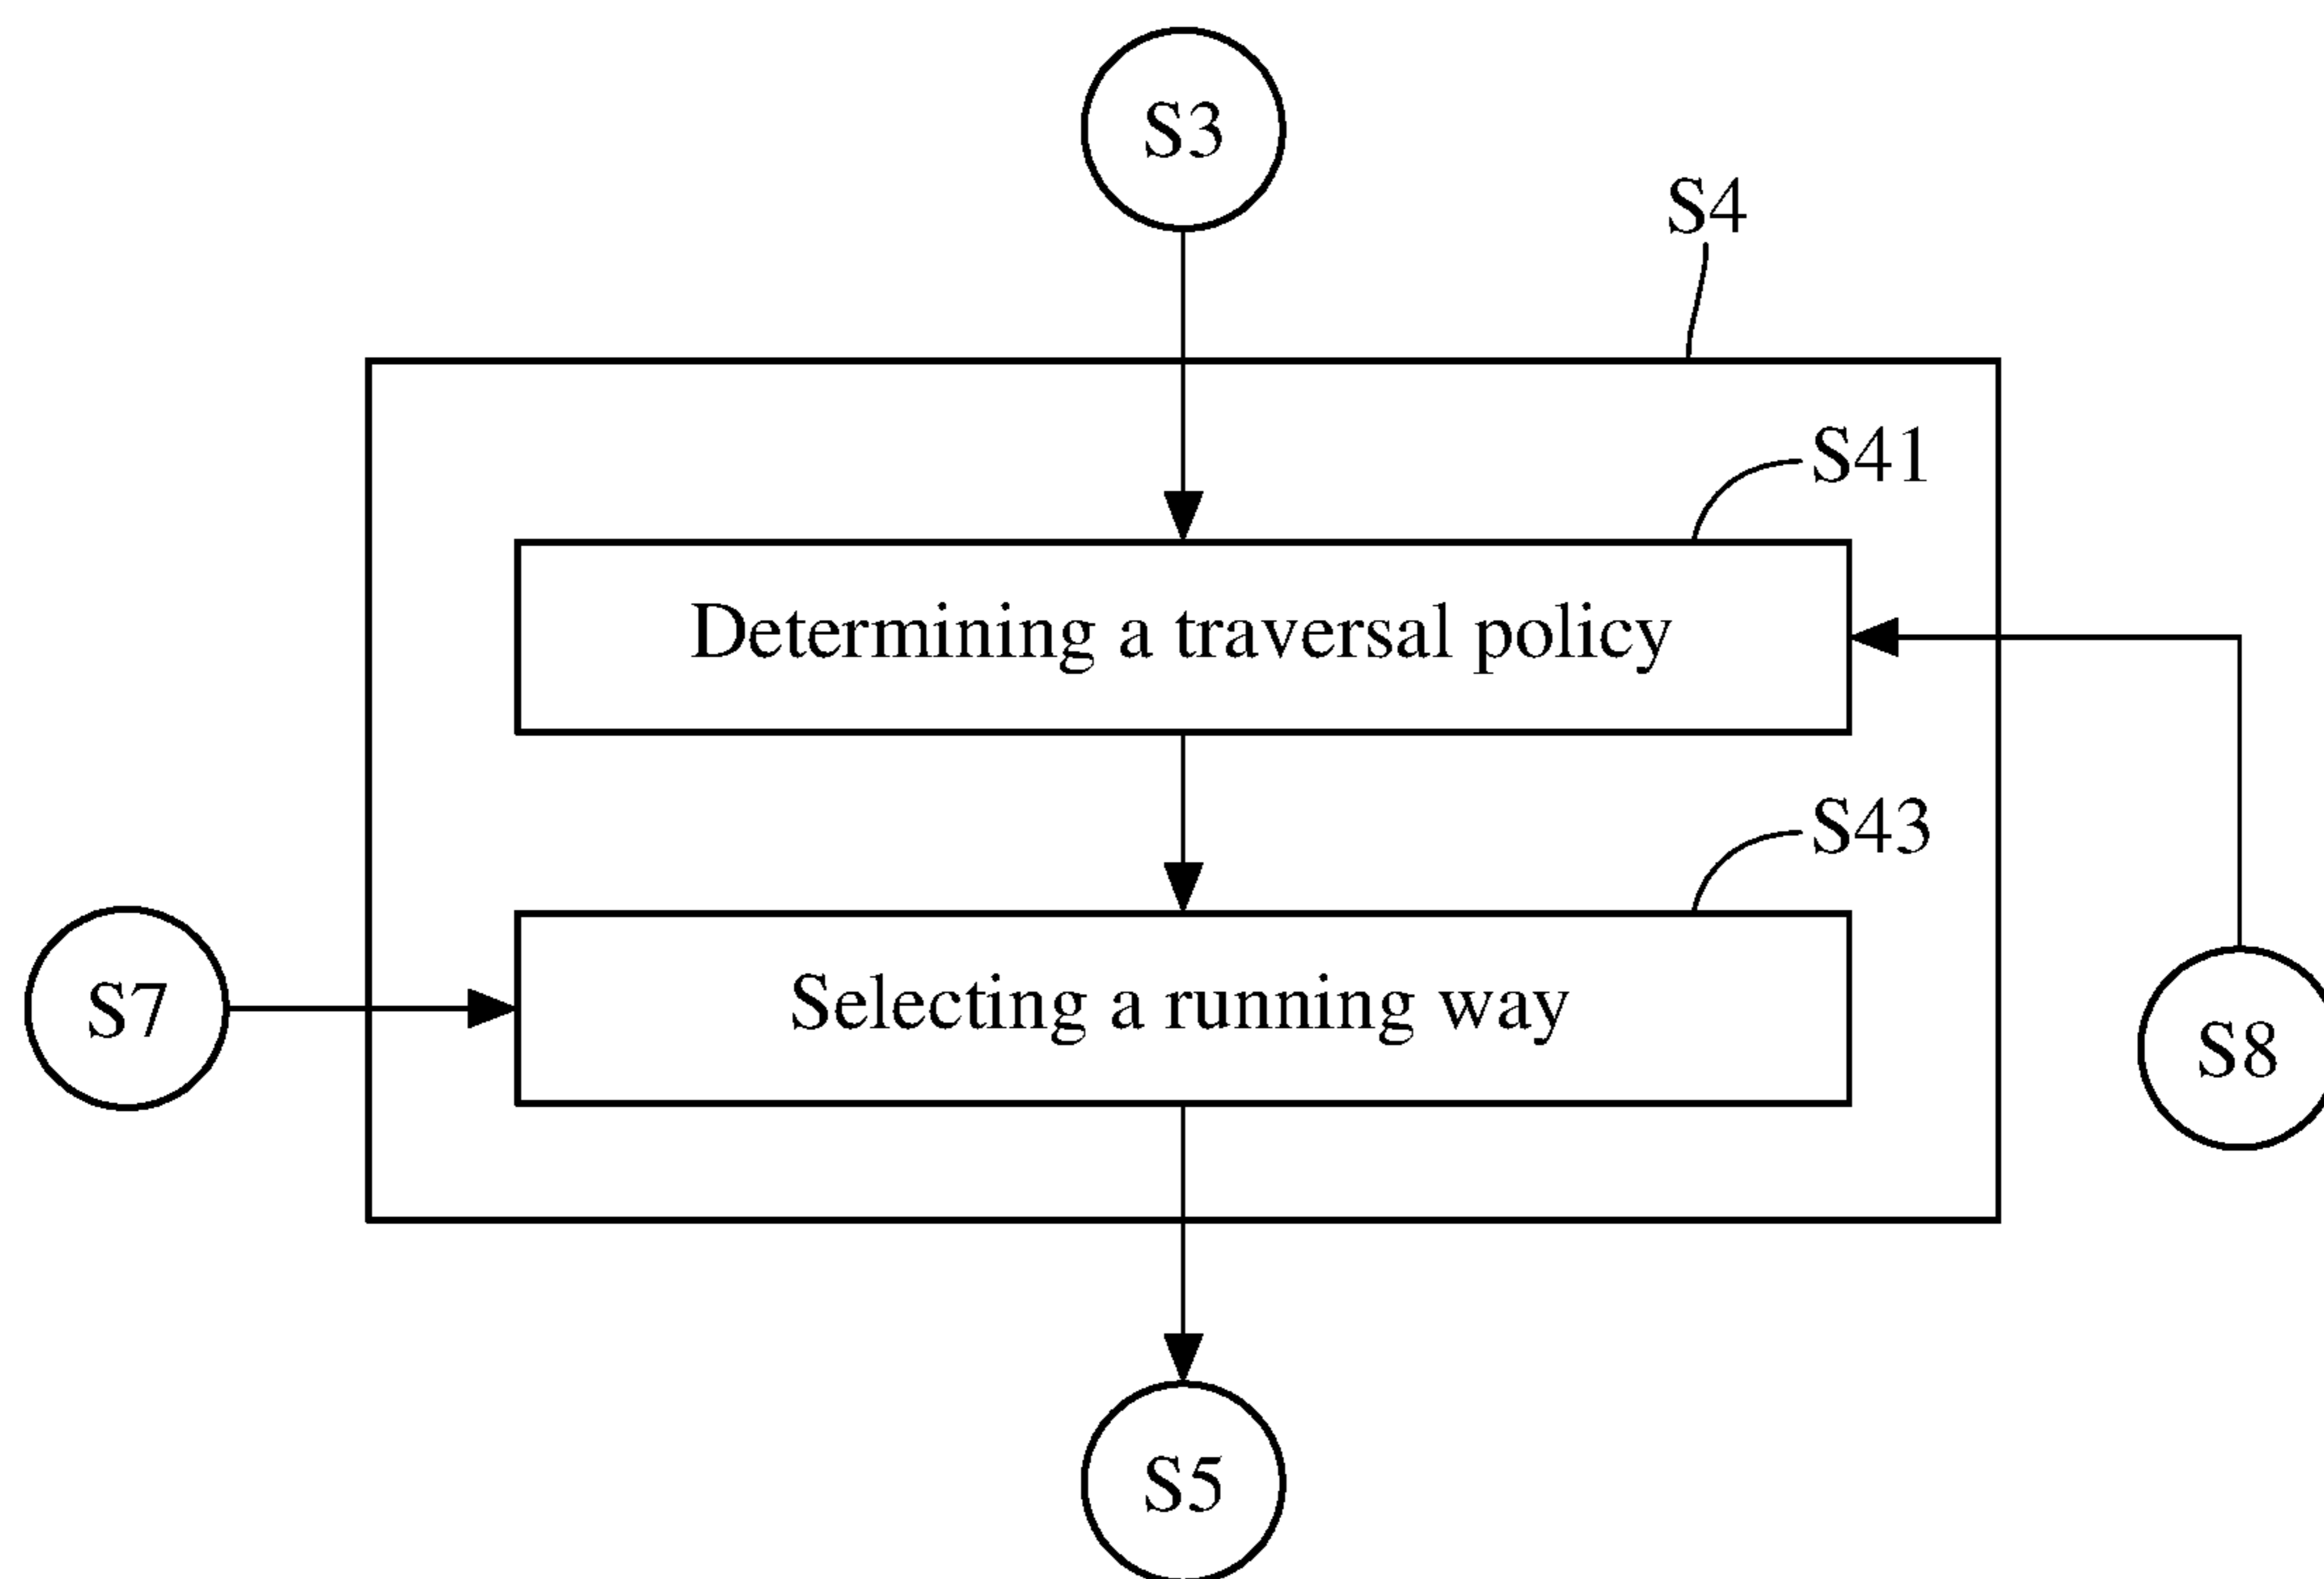 S3
S4
S41
Determining a traversal policy
S43
S7
Selecting a running way
S8
S5